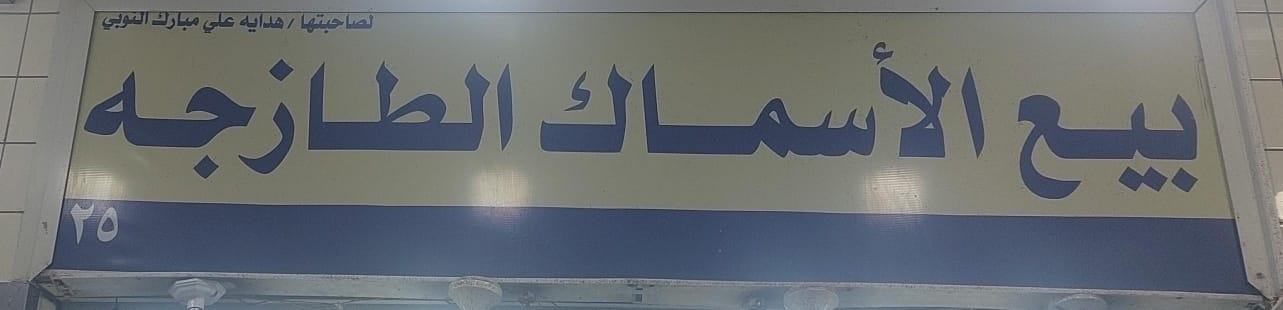 لصاحبتها / هدايه علي مبارك النوبي
بيع الأسماك الطازجه
٢٥